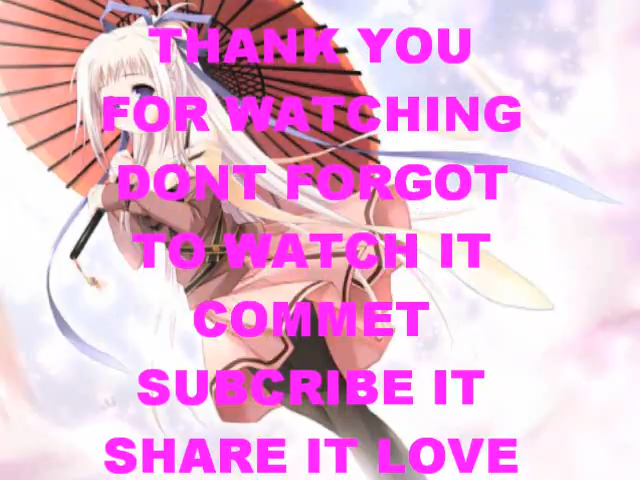 THANK YOU
FOR WATCHING
DONT FORGOT
TO WATCH IT
COMMET
SUBCRIBE IT
SHARE IT LOVE